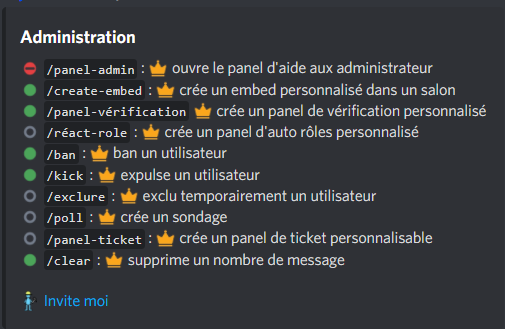 Administration
/panel-admin : 👑 ouvre le panel d'aide aux administrateur
/create-embed : 👑 crée un embed personnalisé dans un salon
/panel-vérification 👑 crée un panel de vérification personnalisé
/réact-role : 👑 crée un panel d'auto rôles personnalisé
/ban : 👑 ban un utilisateur
/kick : 👑 expulse un utilisateur
/exclure : 👑 exclu temporairement un utilisateur
/poll : 👑 crée un sondage
/panel-ticket : 👑 crée un panel de ticket personnalisable
/clear : 👑 supprime un nombre de message
Invite moi